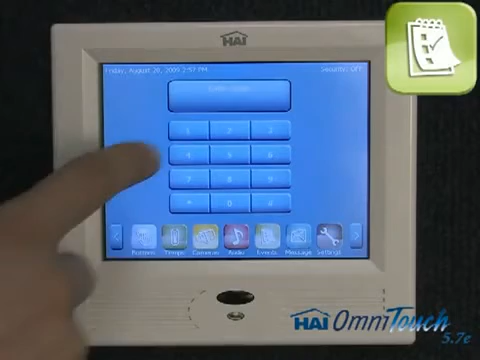 HAI
Friday, August 28, 2009 2:57 PM
Security: Off
1 2 3
4 5 6
7 8 9
* 0 #
Buttons Temps Cameras Audio Events Message Settings
HAI OmniTouch
5.7e